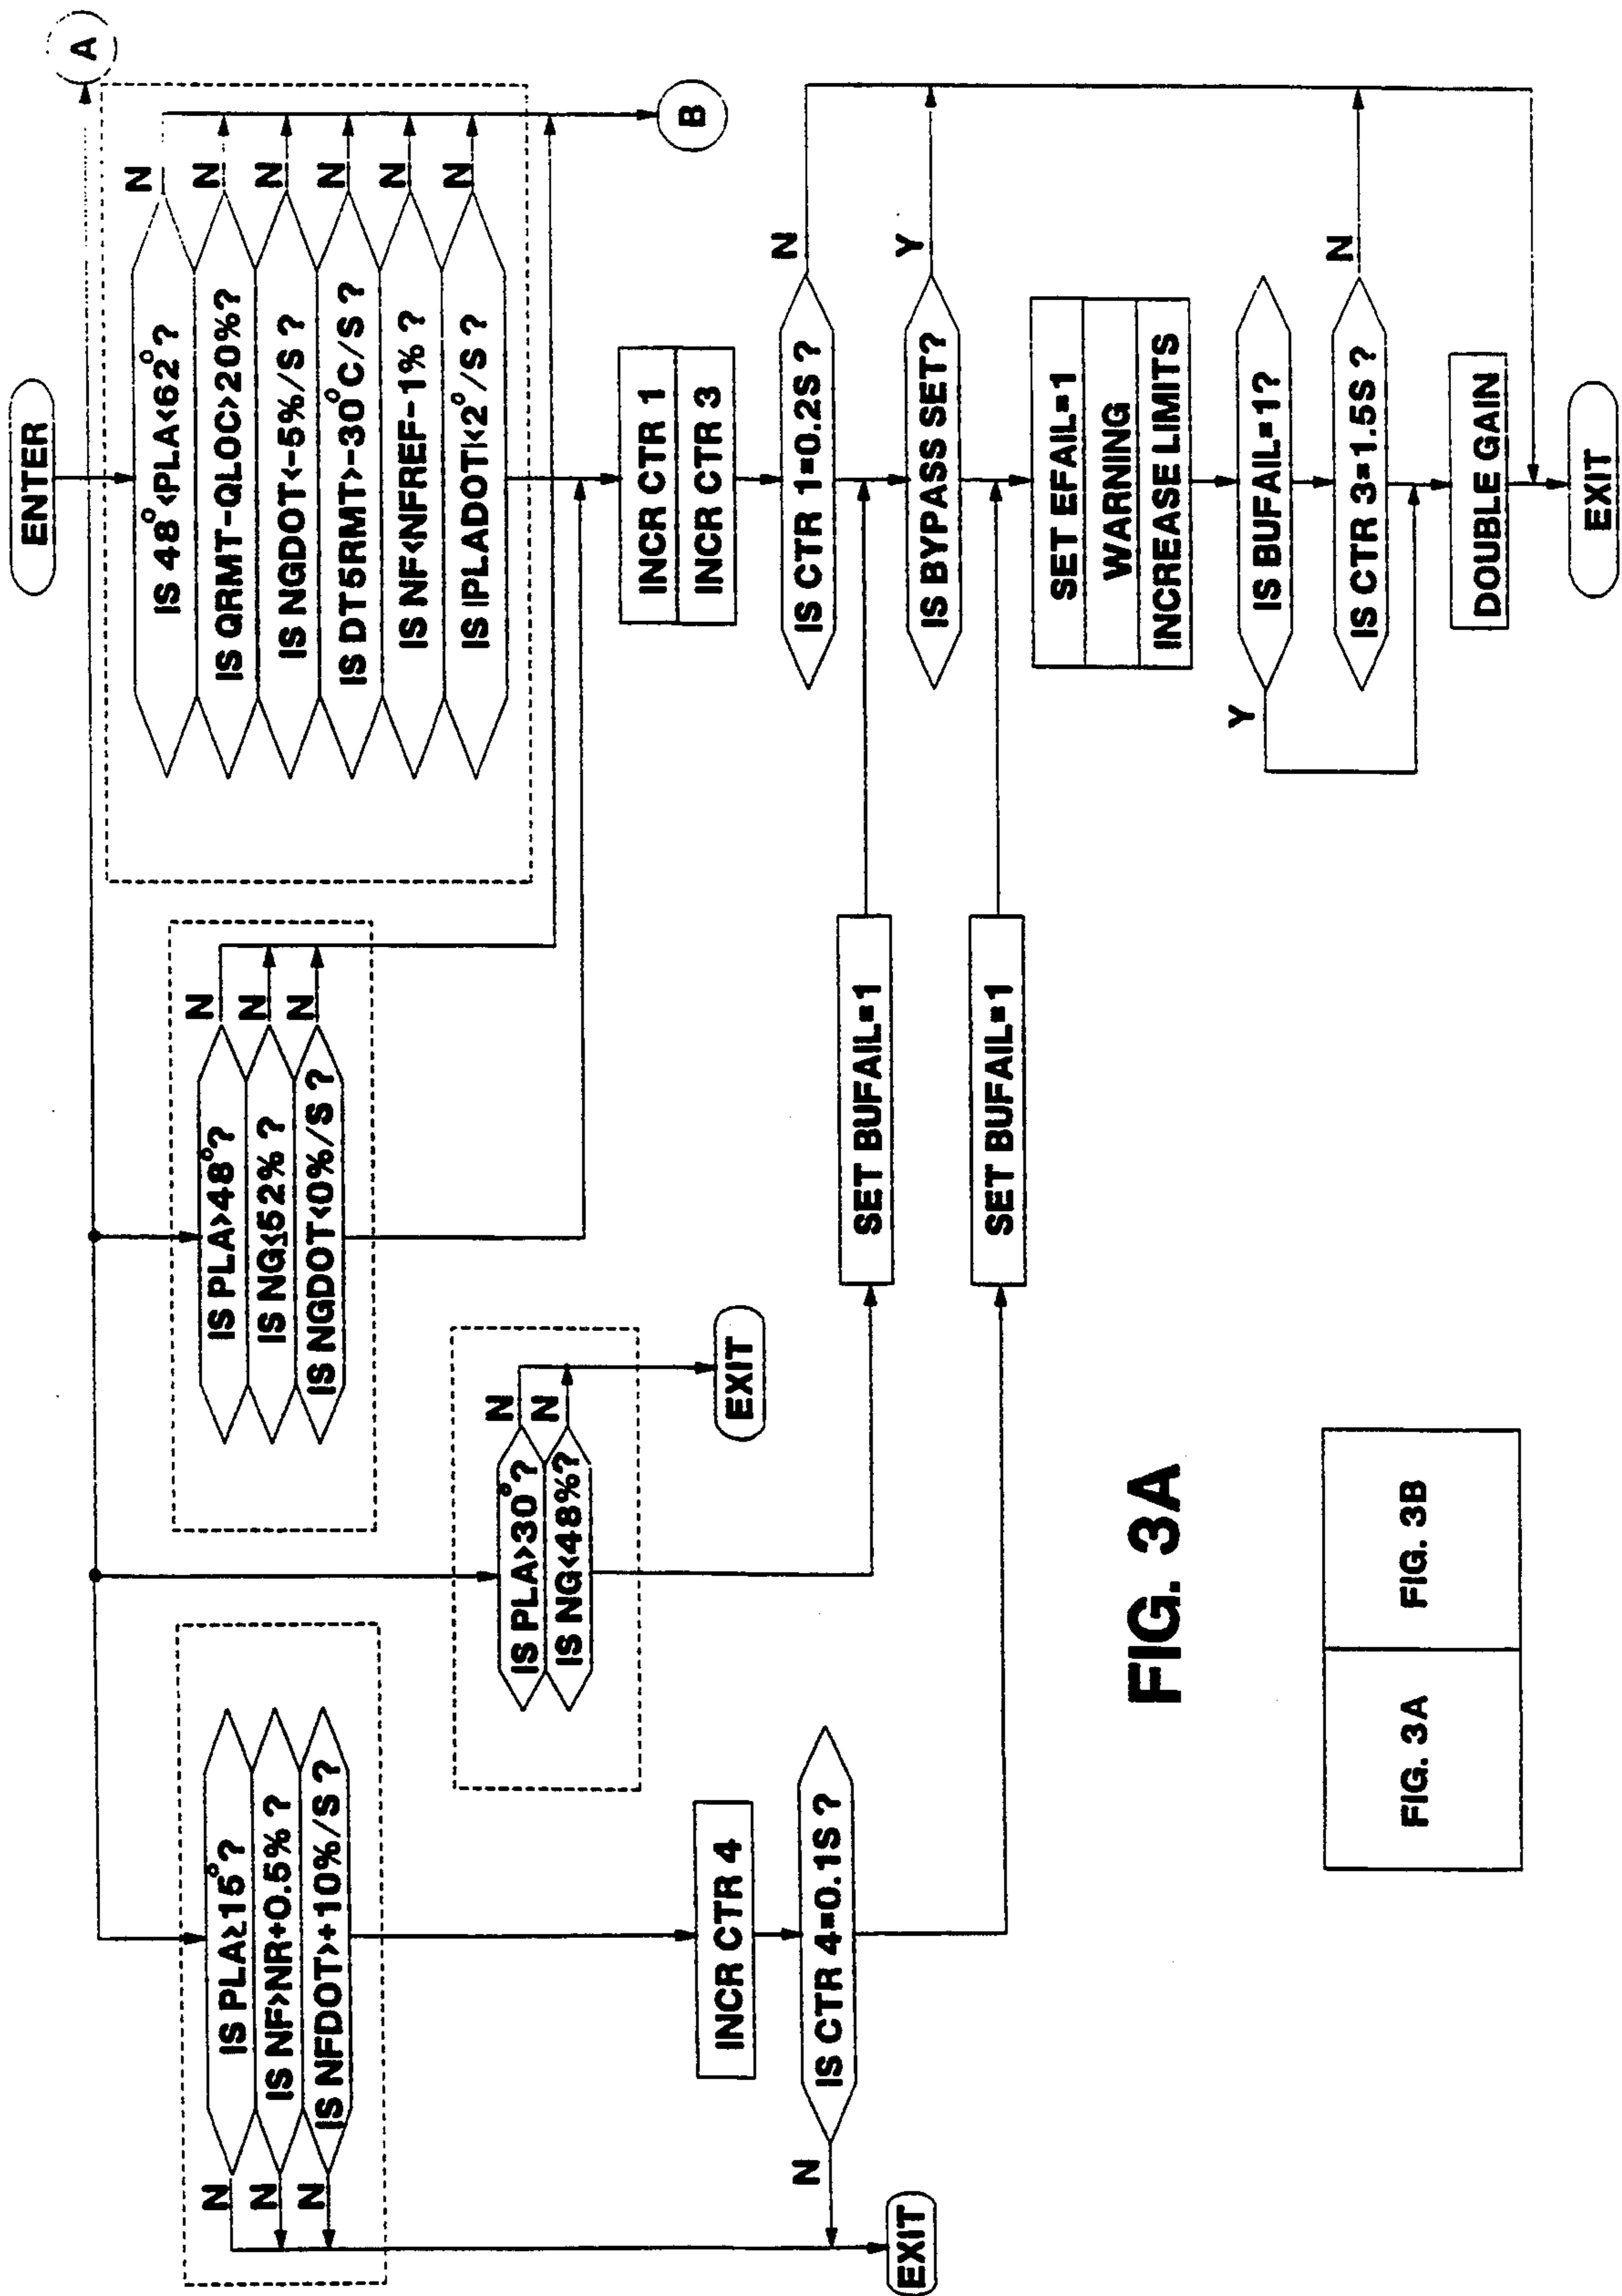 ENTER
A
IS PLA≥15°?
IS NF>NR+0.5% ?
IS NFDOT>+10%/S ?
N
N
N
INCR CTR 4
IS CTR 4=0.1S ?
N
EXIT
IS PLA>30°?
IS NG<48%?
N
N
EXIT
IS PLA>48°?
IS NG≤52% ?
IS NGDOT<0%/S ?
N
N
N
IS 48°<PLA<62°?
IS QRMT-QLOC>20%?
IS NGDOT<-5%/S ?
IS DT5RMT>-30°C/S ?
IS NF<NFREF-1% ?
IS |PLADOT|<2°/S ?
N
N
N
N
N
N
B
INCR CTR 1
INCR CTR 3
IS CTR 1=0.2S ?
N
SET BUFAIL=1
IS BYPASS SET?
Y
SET BUFAIL=1
SET EFAIL=1
WARNING
INCREASE LIMITS
IS BUFAIL=1?
Y
IS CTR 3=1.5S ?
N
DOUBLE GAIN
EXIT
FIG. 3A
FIG. 3A
FIG. 3B